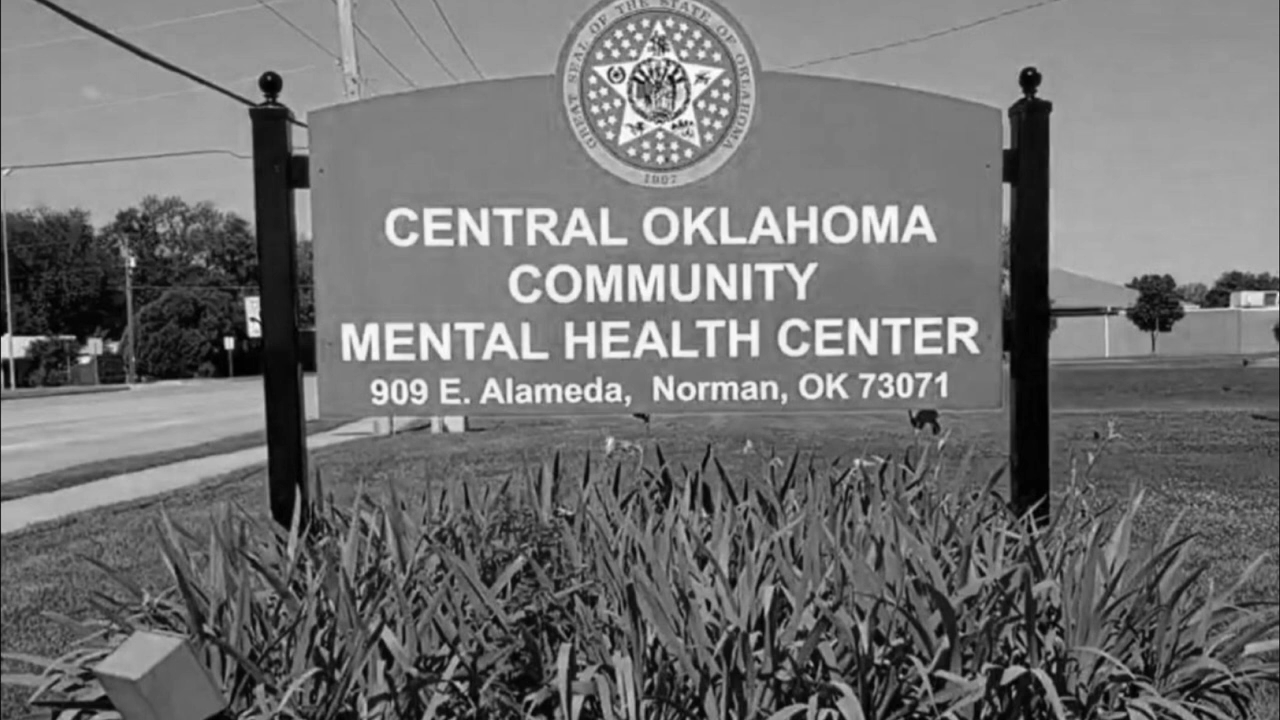 GREAT SEAL OF THE STATE OF OKLAHOMA
1907
CENTRAL OKLAHOMA
COMMUNITY
MENTAL HEALTH CENTER
909 E. Alameda, Norman, OK 73071